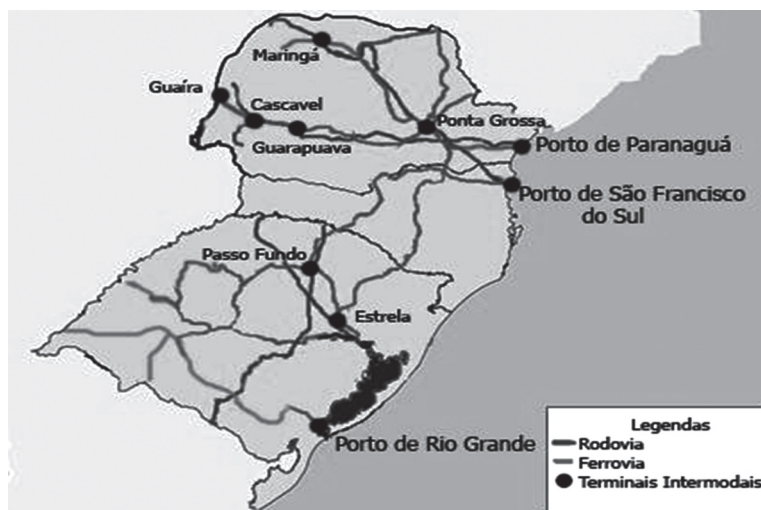 Maringá
Guaíra
Cascavel
Ponta Grossa
Guarapuava
Porto de Paranaguá
Porto de São Francisco
do Sul
Passo Fundo
Estrela
Porto de Rio Grande
Legendas
Rodovia
Ferrovia
Terminais Intermodais